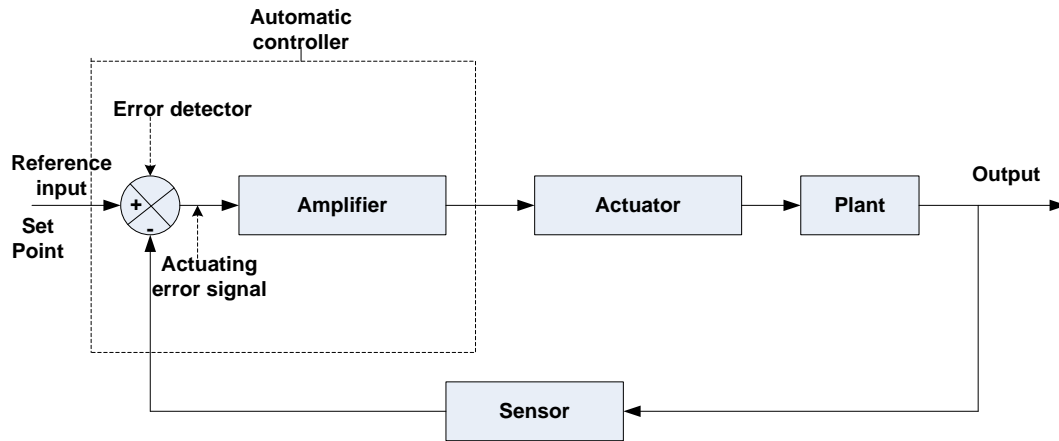 Automatic
controller
Error detector
Reference
input
Set
Point
+
-
Actuating
error signal
Amplifier
Actuator
Plant
Output
Sensor